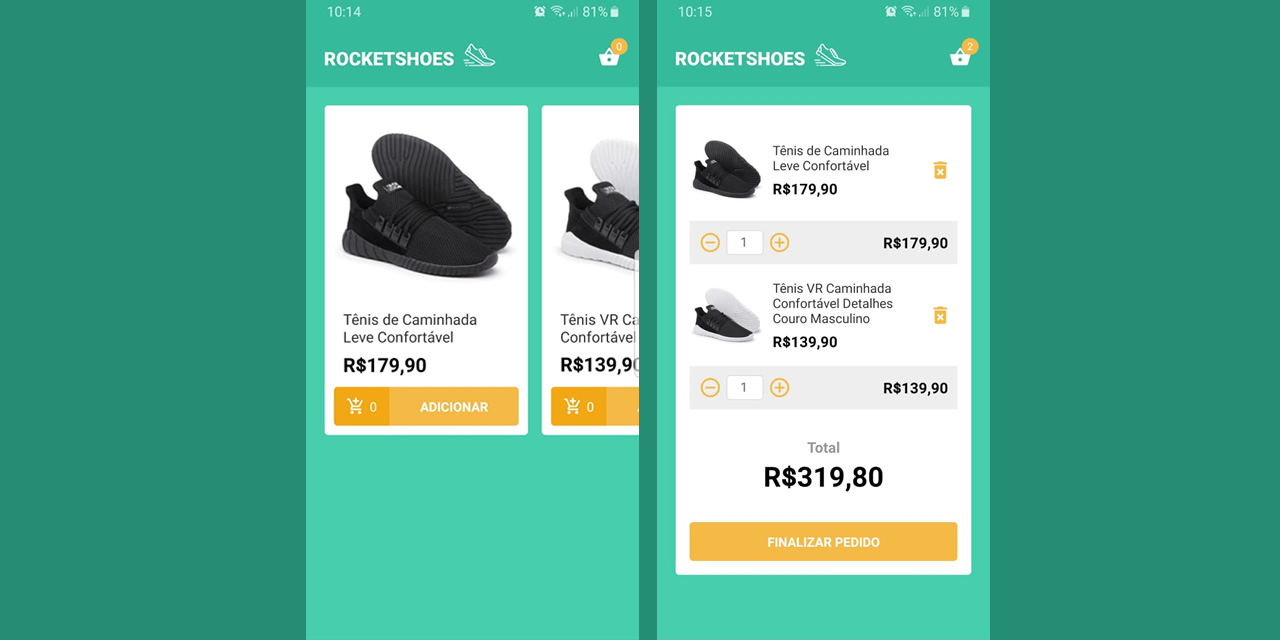 10:14
81%
ROCKETSHOES
0
Tênis de Caminhada
Leve Confortável
R$179,90
0
ADICIONAR
Tênis VR Ca
Confortável
R$139,90
0
10:15
81%
ROCKETSHOES
2
Tênis de Caminhada
Leve Confortável
R$179,90
1
R$179,90
Tênis VR Caminhada
Confortável Detalhes
Couro Masculino
R$139,90
1
R$139,90
Total
R$319,80
FINALIZAR PEDIDO